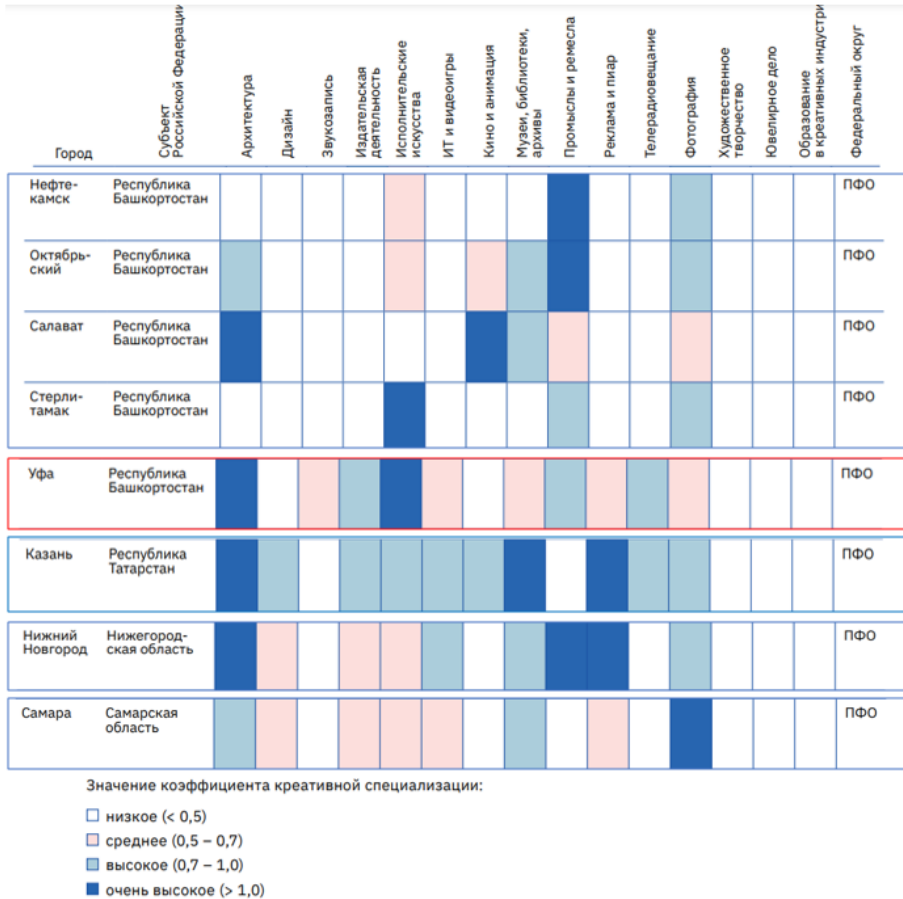 Город
Субъект
Российской Федерации
Архитектура
Дизайн
Звукозапись
Издательская
деятельность
Исполнительские
искусства
ИТ и видеоигры
Кино и анимация
Музеи, библиотеки,
архивы
Промыслы и ремесла
Реклама и пиар
Телерадиовещание
Фотография
Художественное
творчество
Ювелирное дело
Образование
в креативных индустри
Федеральный округ
Нефте-
камск
Республика
Башкортостан
ПФО
Октябрь-
ский
Республика
Башкортостан
ПФО
Салават
Республика
Башкортостан
ПФО
Стерли-
тамак
Республика
Башкортостан
ПФО
Уфа
Республика
Башкортостан
ПФО
Казань
Республика
Татарстан
ПФО
Нижний
Новгород
Нижегород-
ская область
ПФО
Самара
Самарская
область
ПФО
Значение коэффициента креативной специализации:
низкое (< 0,5)
среднее (0,5 – 0,7)
высокое (0,7 – 1,0)
очень высокое (> 1,0)